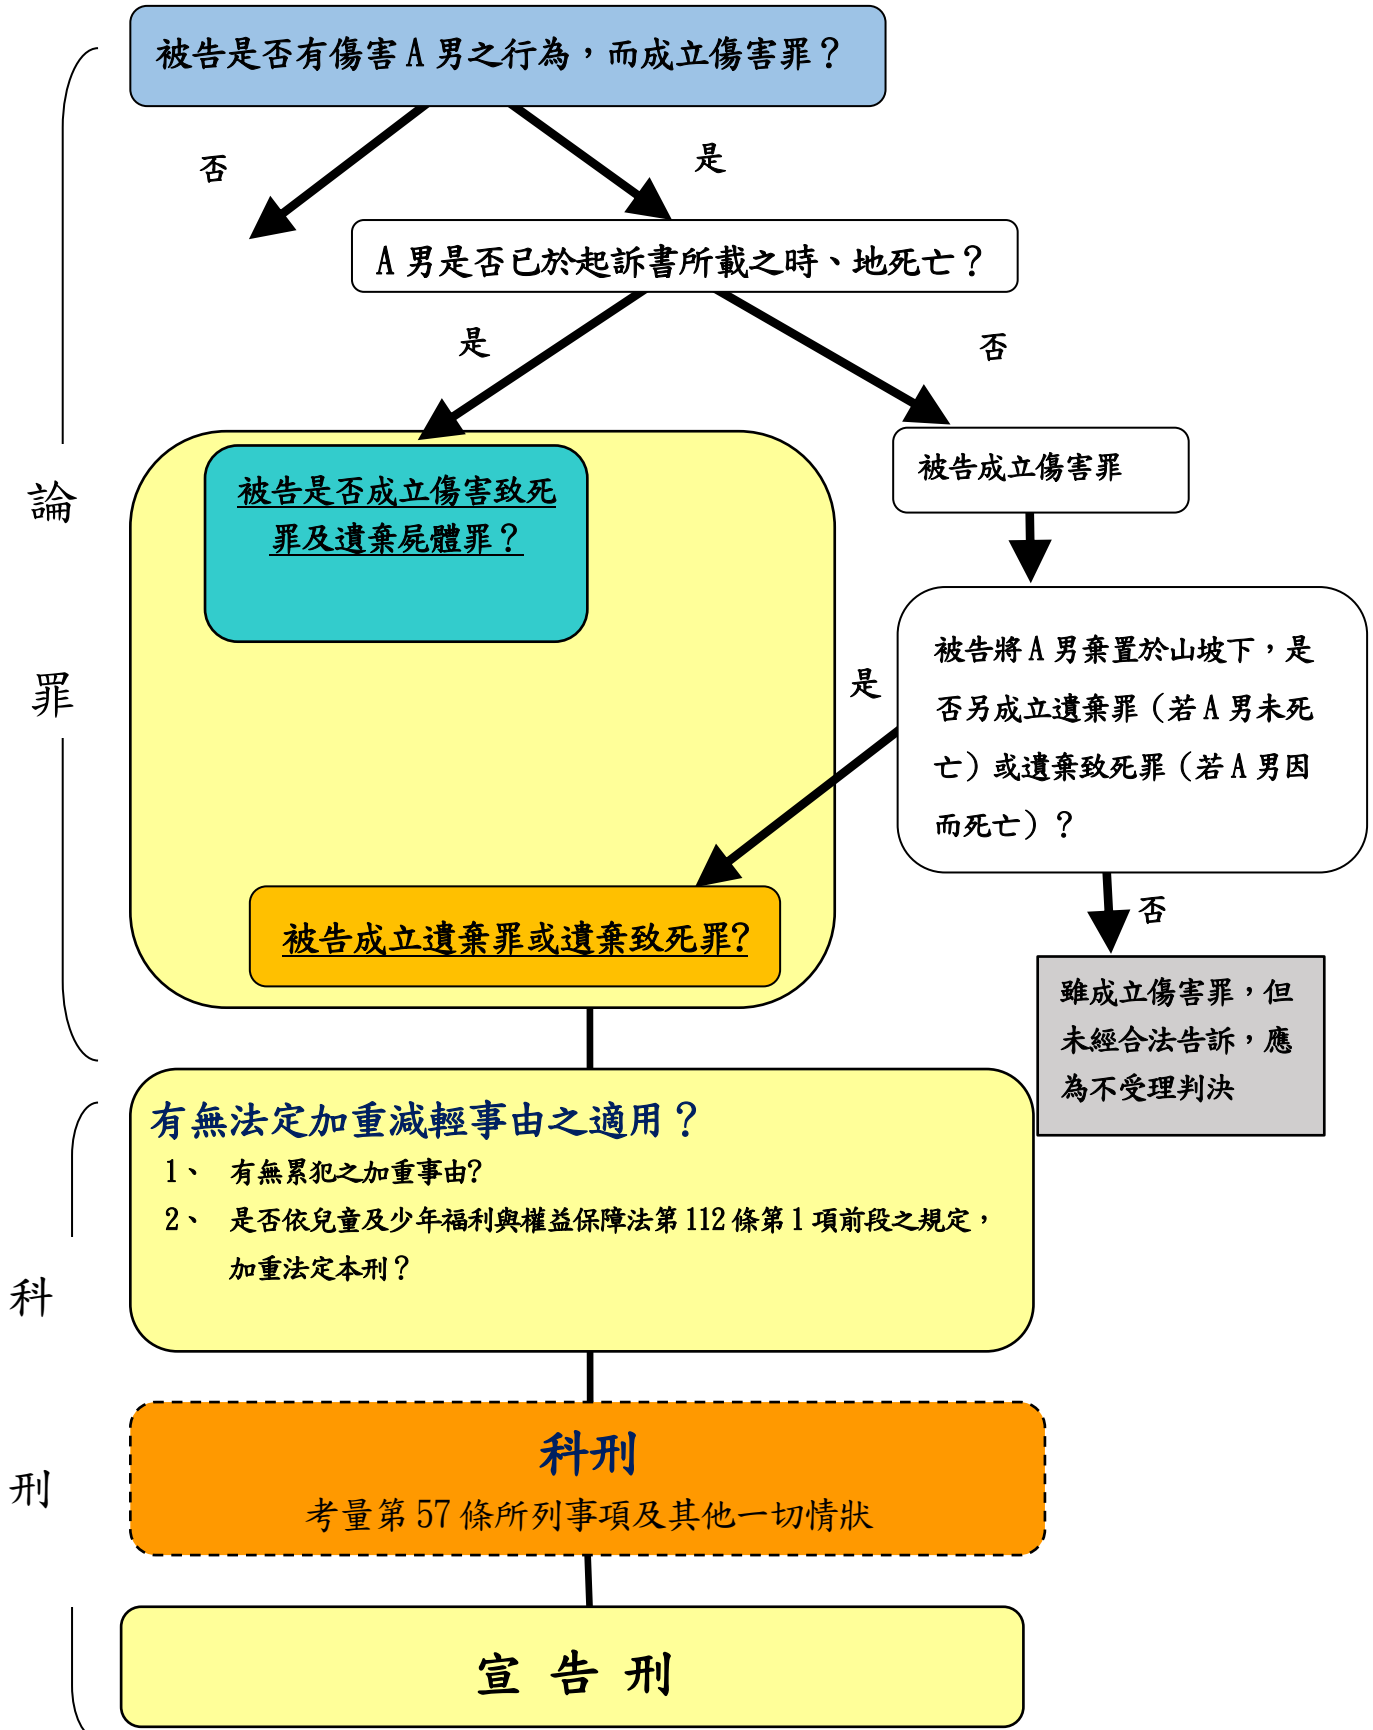 被告是否有傷害A男之行為，而成立傷害罪？
否
是
A男是否已於起訴書所載之時、地死亡？
是
否
論
罪
被告是否成立傷害致死
罪及遺棄屍體罪？
被告成立傷害罪
被告將A男棄置於山坡下，是
否另成立遺棄罪（若A男未死
亡）或遺棄致死罪（若A男因
而死亡）？
是
被告成立遺棄罪或遺棄致死罪?
否
雖成立傷害罪，但
未經合法告訴，應
為不受理判決
科
刑
有無法定加重減輕事由之適用？
1、 有無累犯之加重事由?
2、 是否依兒童及少年福利與權益保障法第112條第1項前段之規定，
加重法定本刑？
科刑
考量第57條所列事項及其他一切情狀
宣 告 刑